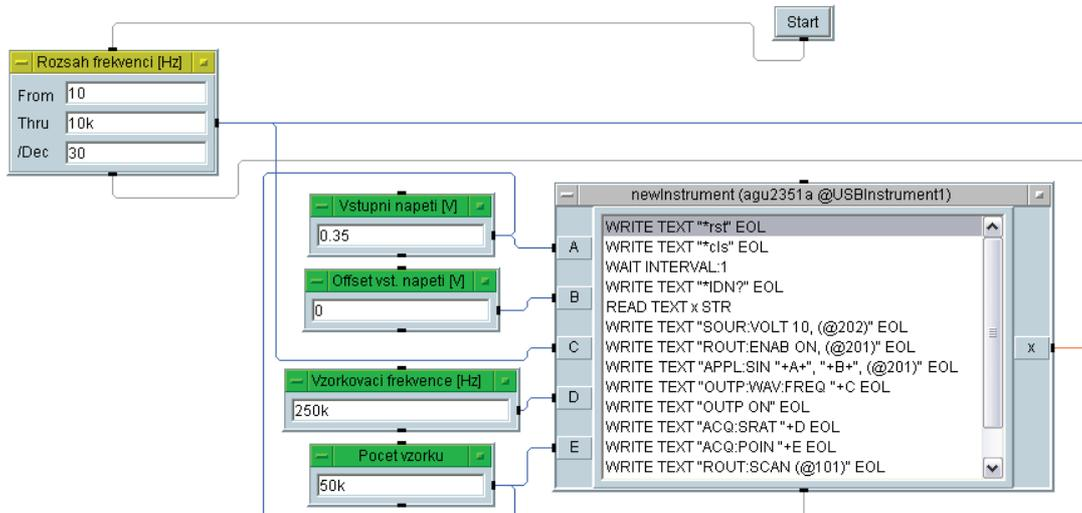 Start
Rozsah frekvenci [Hz]
From 10
Thru 10k
/Dec 30
Vstupni napeti [V]
0.35
Offset vst. napeti [V]
0
Vzorkovaci frekvence [Hz]
250k
Pocet vzorku
50k
newInstrument (agu2351a @USBInstrument1)
A
B
C
D
E
WRITE TEXT "*rst" EOL
WRITE TEXT "*cls" EOL
WAIT INTERVAL:1
WRITE TEXT "*IDN?" EOL
READ TEXT x STR
WRITE TEXT "SOUR:VOLT 10, (@202)" EOL
WRITE TEXT "ROUT:ENAB ON, (@201)" EOL
WRITE TEXT "APPL:SIN "+A+", "+B+", (@201)" EOL
WRITE TEXT "OUTP:WAV:FREQ "+C EOL
WRITE TEXT "OUTP ON" EOL
WRITE TEXT "ACQ:SRAT "+D EOL
WRITE TEXT "ACQ:POIN "+E EOL
WRITE TEXT "ROUT:SCAN (@101)" EOL
X